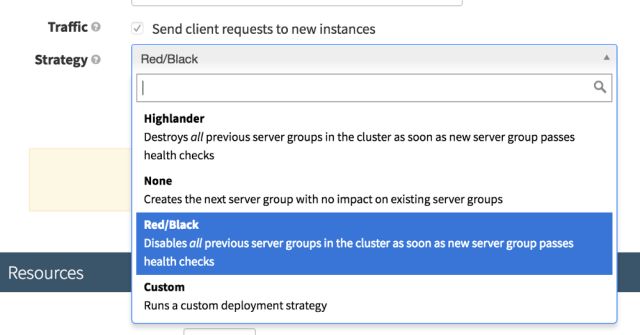 Traffic
Send client requests to new instances
Strategy
Red/Black
Highlander
Destroys all previous server groups in the cluster as soon as new server group passes
health checks
None
Creates the next server group with no impact on existing server groups
Red/Black
Disables all previous server groups in the cluster as soon as new server group passes
health checks
Resources
Custom
Runs a custom deployment strategy